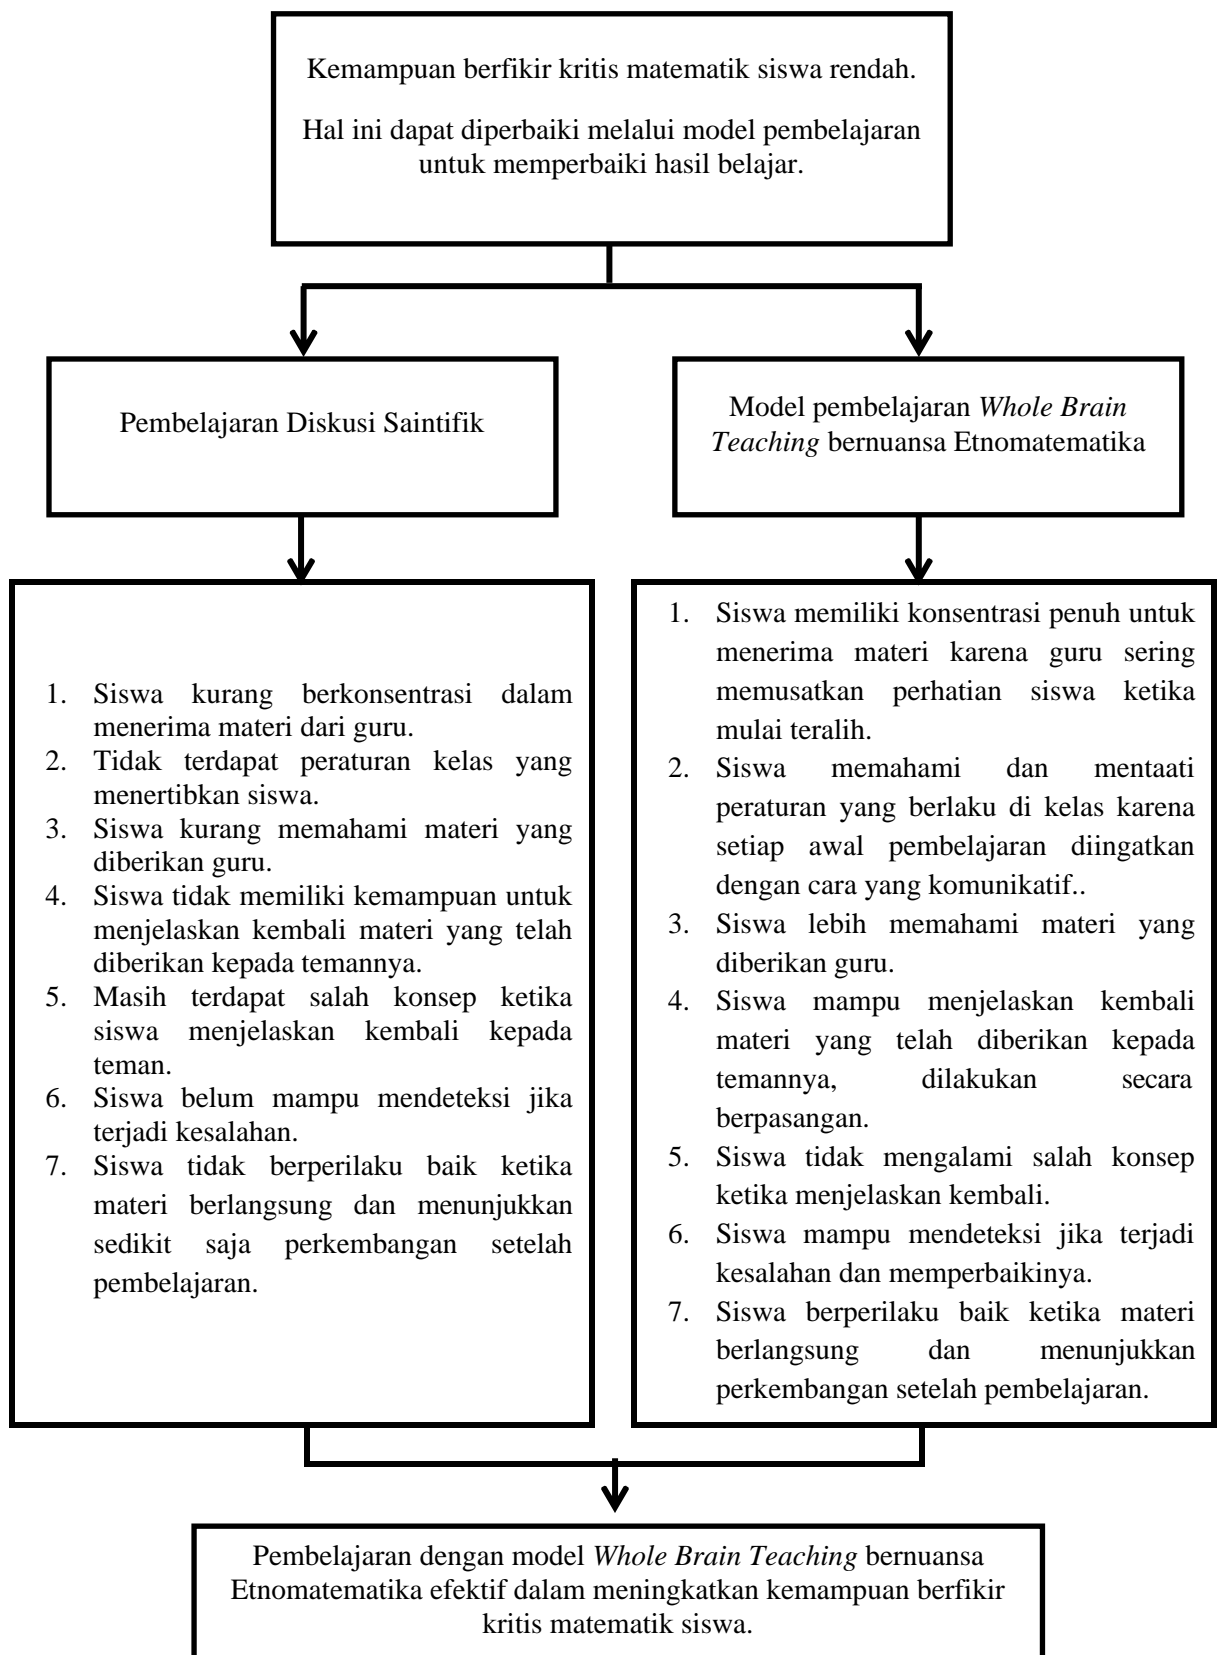 Kemampuan berfikir kritis matematik siswa rendah.
Hal ini dapat diperbaiki melalui model pembelajaran
untuk memperbaiki hasil belajar.
Pembelajaran Diskusi Saintifik
Model pembelajaran Whole Brain
Teaching bernuansa Etnomatematika
1. Siswa kurang berkonsentrasi dalam
menerima materi dari guru.
2. Tidak terdapat peraturan kelas yang
menertibkan siswa.
3. Siswa kurang memahami materi yang
diberikan guru.
4. Siswa tidak memiliki kemampuan untuk
menjelaskan kembali materi yang telah
diberikan kepada temannya.
5. Masih terdapat salah konsep ketika
siswa menjelaskan kembali kepada
teman.
6. Siswa belum mampu mendeteksi jika
terjadi kesalahan.
7. Siswa tidak berperilaku baik ketika
materi berlangsung dan menunjukkan
sedikit saja perkembangan setelah
pembelajaran.
1. Siswa memiliki konsentrasi penuh untuk
menerima materi karena guru sering
memusatkan perhatian siswa ketika
mulai teralih.
2. Siswa memahami dan mentaati
peraturan yang berlaku di kelas karena
setiap awal pembelajaran diingatkan
dengan cara yang komunikatif..
3. Siswa lebih memahami materi yang
diberikan guru.
4. Siswa mampu menjelaskan kembali
materi yang telah diberikan kepada
temannya, dilakukan secara
berpasangan.
5. Siswa tidak mengalami salah konsep
ketika menjelaskan kembali.
6. Siswa mampu mendeteksi jika terjadi
kesalahan dan memperbaikinya.
7. Siswa berperilaku baik ketika materi
berlangsung dan menunjukkan
perkembangan setelah pembelajaran.
Pembelajaran dengan model Whole Brain Teaching bernuansa
Etnomatematika efektif dalam meningkatkan kemampuan berfikir
kritis matematik siswa.